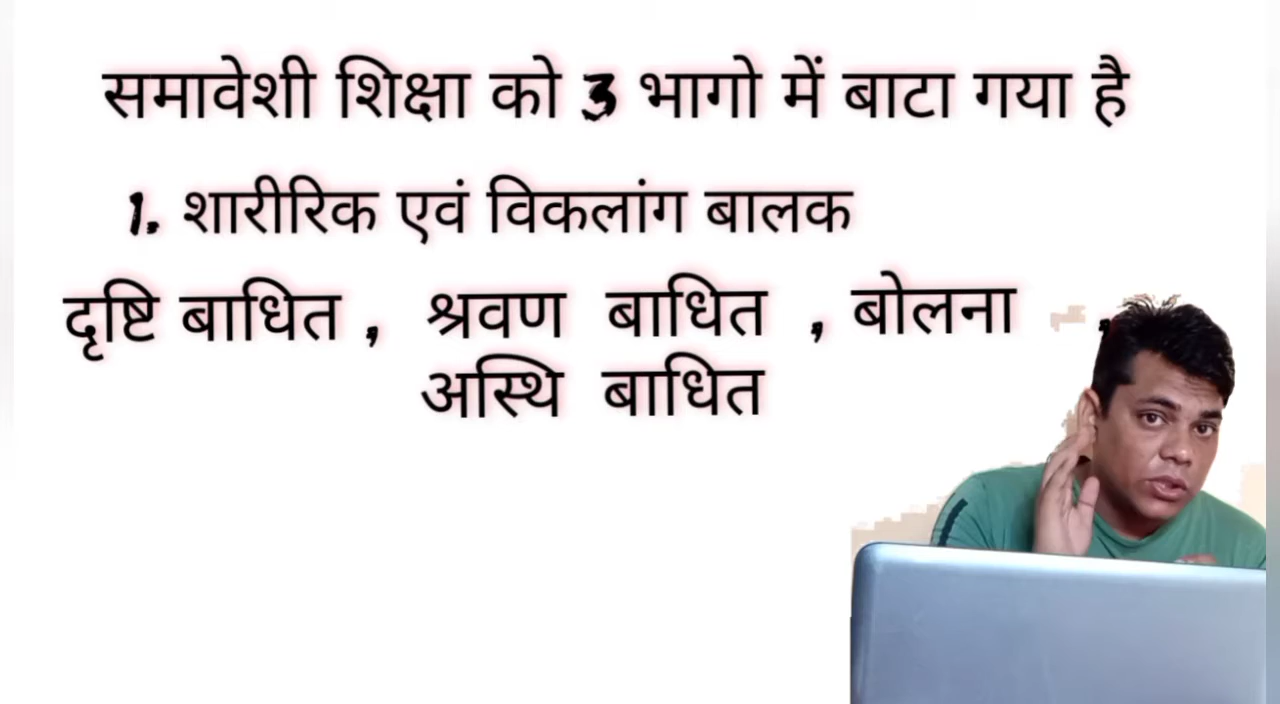 समावेशी शिक्षा को 3 भागो में बाटा गया है
1. शारीरिक एवं विकलांग बालक
दृष्टि बाधित , श्रवण बाधित , बोलना ,
अस्थि बाधित